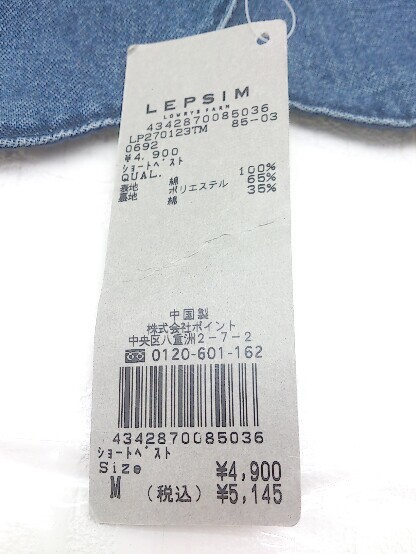 LEPSIM
LOWRYS FARM
4342870085036
LP270123TM 85-03
0692
¥4,900
ショートベスト
QUAL.
表地 綿 100%
裏地 ポリエステル 65%
綿 35%
中国製
株式会社ポイント
中央区八重洲2-7-2
0120-601-162
4342870085036
ショートベスト
Size
M
¥4,900
(税込) ¥5,145